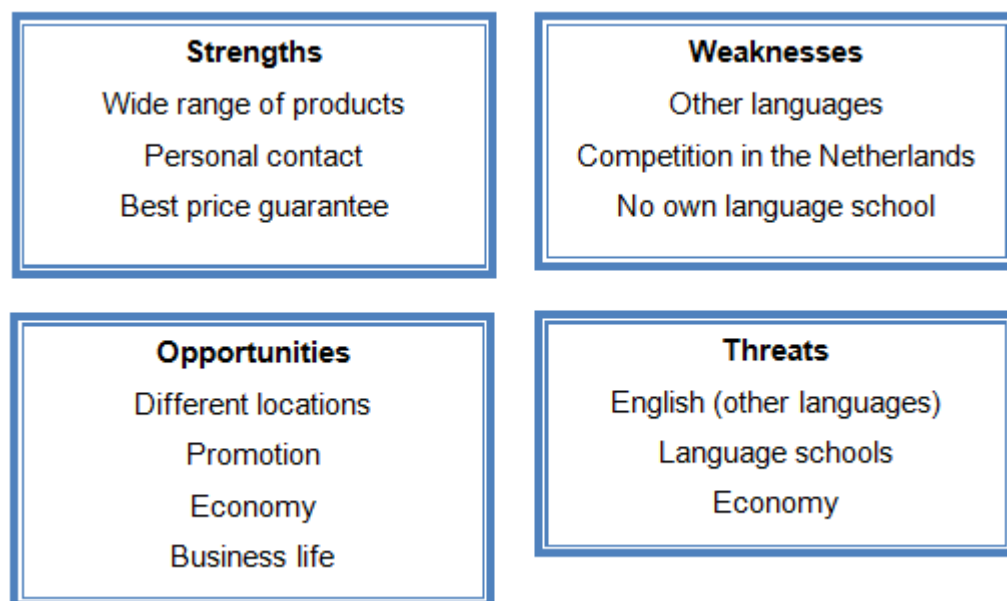 Strengths
Wide range of products
Personal contact
Best price guarantee
Weaknesses
Other languages
Competition in the Netherlands
No own language school
Opportunities
Different locations
Promotion
Economy
Business life
Threats
English (other languages)
Language schools
Economy